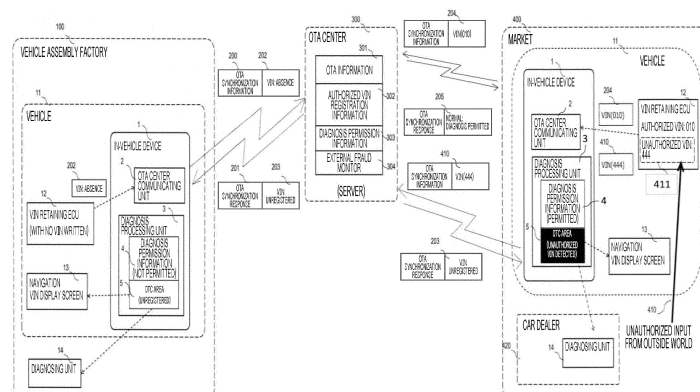 100
VEHICLE ASSEMBLY FACTORY
11
VEHICLE
1
IN-VEHICLE DEVICE
202
VIN ABSENCE
2
OTA CENTER
COMMUNICATING
UNIT
12
VIN RETAINING ECU
(WITH NO VIN WRITTEN)
3
DIAGNOSIS
PROCESSING UNIT
4
DIAGNOSIS
PERMISSION
INFORMATION
(NOT PERMITTED)
5
DTC AREA
(UNREGISTERED)
13
NAVIGATION
VIN DISPLAY SCREEN
14
DIAGNOSING UNIT
200
202
OTA
SYNCHRONIZATION
INFORMATION
VIN ABSENCE
201
203
OTA
SYNCHRONIZATION
RESPONSE
VIN
UNREGISTERED
300
OTA CENTER
301
OTA INFORMATION
302
AUTHORIZED VIN
REGISTRATION
INFORMATION
303
DIAGNOSIS PERMISSION
INFORMATION
304
EXTERNAL FRAUD
MONITOR
(SERVER)
204
OTA
SYNCHRONIZATION
INFORMATION
VIN(010)
205
OTA
SYNCHRONIZATION
RESPONSE
NORMAL:
DIAGNOSIS PERMITTED
410
OTA
SYNCHRONIZATION
INFORMATION
VIN(444)
203
OTA
SYNCHRONIZATION
RESPONSE
VIN
UNREGISTERED
400
MARKET
11
VEHICLE
1
IN-VEHICLE DEVICE
2
OTA CENTER
COMMUNICATING
UNIT
204
VIN(010)
12
VIN RETAINING ECU
AUTHORIZED VIN: 010
UNAUTHORIZED VIN:
444
3
410
VIN(444)
411
DIAGNOSIS
PROCESSING UNIT
DIAGNOSIS
PERMISSION
INFORMATION
(PERMITTED)
4
5
DTC AREA
(UNAUTHORIZED
VIN DETECTED)
13
NAVIGATION
VIN DISPLAY SCREEN
410
UNAUTHORIZED INPUT
FROM OUTSIDE WORLD
CAR DEALER
420
14
DIAGNOSING UNIT